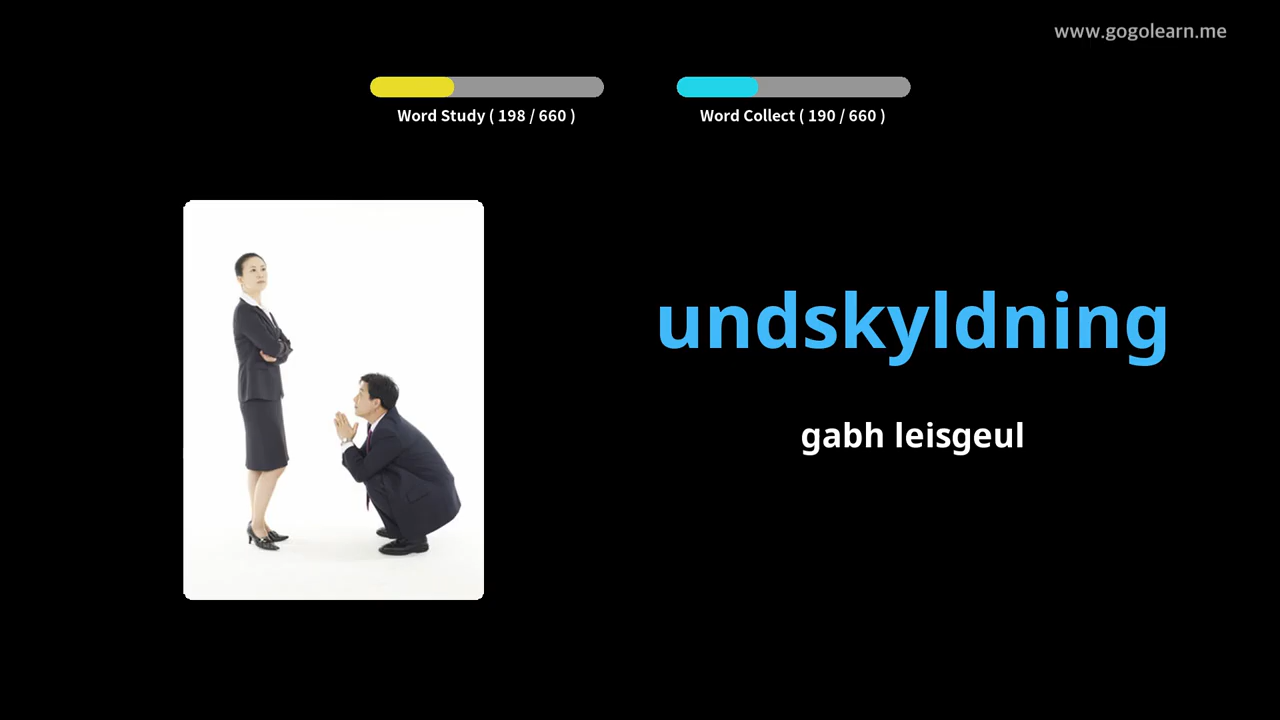 www.gogolearn.me
Word Study ( 198 / 660 )
Word Collect ( 190 / 660 )
undskyldning
gabh leisgeul